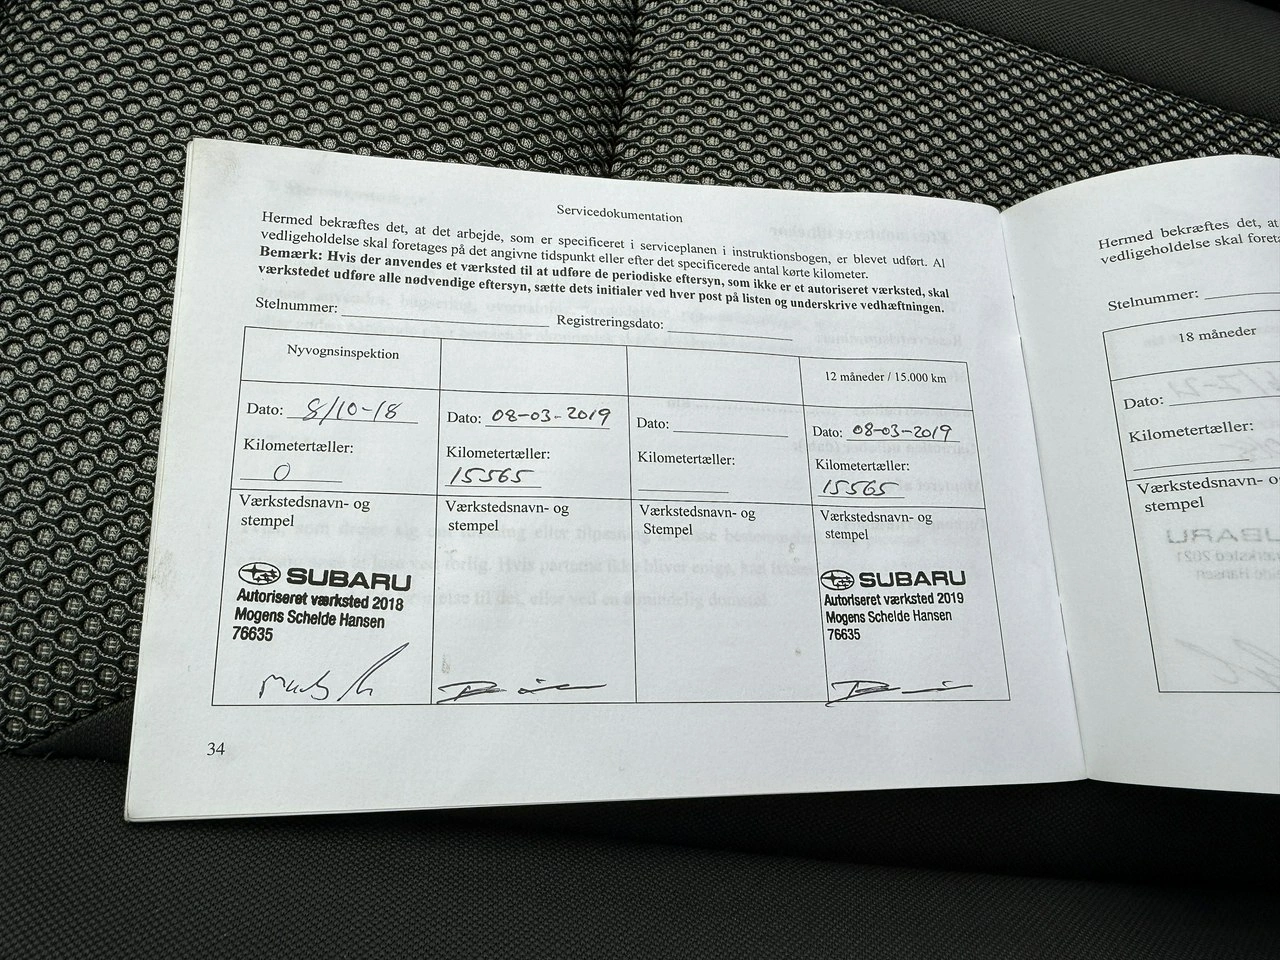 Servicedokumentation
Hermed bekræftes det, at det arbejde, som er specificeret i serviceplanen i instruktionsbogen, er blevet udført. Al
vedligeholdelse skal foretages på det angivne tidspunkt eller efter det specificerede antal kørte kilometer.
Bemærk: Hvis der anvendes et værksted til at udføre de periodiske eftersyn, som ikke er et autoriseret værksted, skal
værkstedet udføre alle nødvendige eftersyn, sætte dets initialer ved hver post på listen og underskrive vedhæftningen.
Stelnummer: Registreringsdato:
Nyvognsinspektion
Dato: 8/10-18
Kilometertæller:
0
Værkstedsnavn- og
stempel
SUBARU
Autoriseret værksted 2018
Mogens Schelde Hansen
76635
Dato: 08-03-2019
Kilometertæller:
15565
Værkstedsnavn- og
stempel
Dato:
Kilometertæller:
Værkstedsnavn- og
Stempel
12 måneder / 15.000 km
Dato: 08-03-2019
Kilometertæller:
15565
Værkstedsnavn- og
stempel
SUBARU
Autoriseret værksted 2019
Mogens Schelde Hansen
76635
34
Hermed bekræftes det, at
vedligeholdelse skal foretages
Stelnummer:
18 måneder
Dato:
Kilometertæller:
Værkstedsnavn- og
stempel